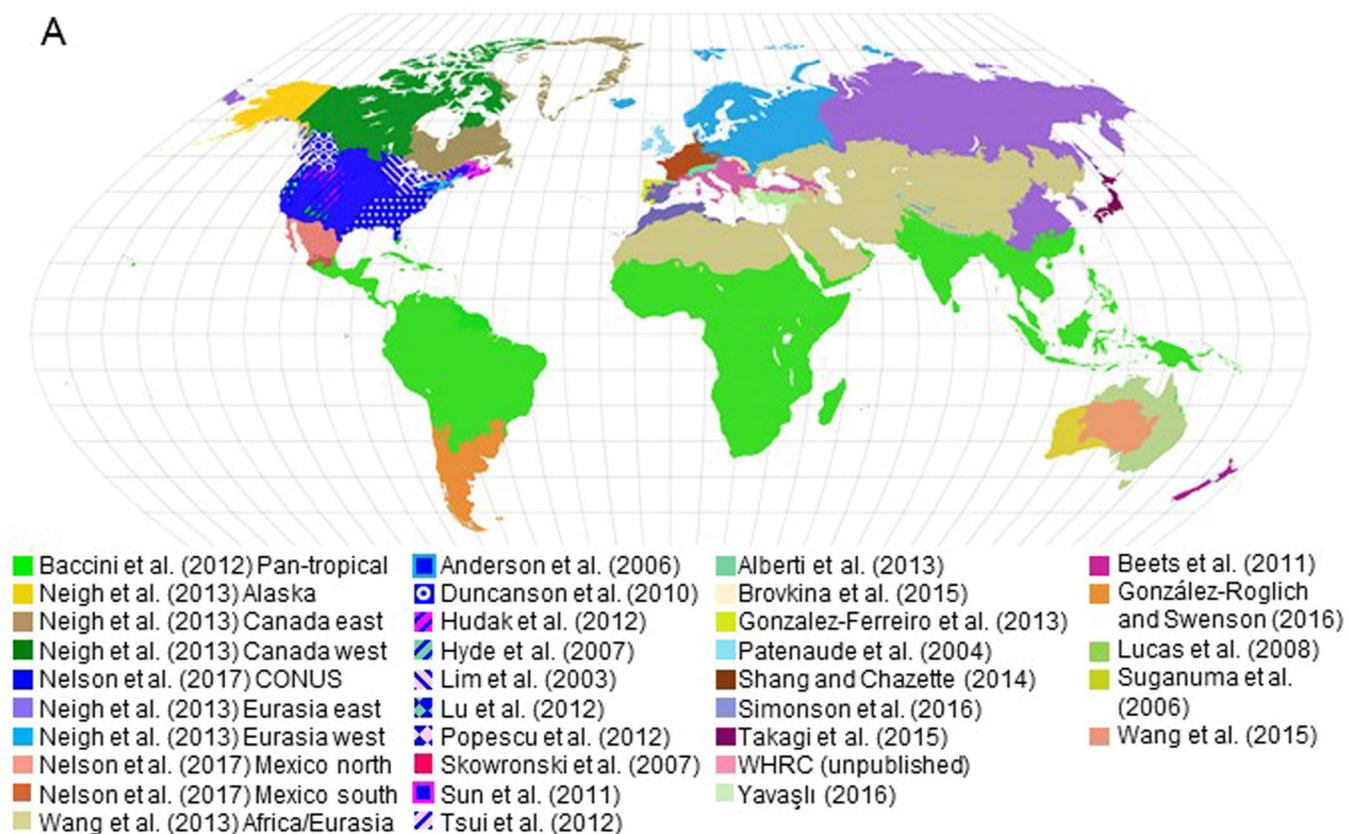 A
Baccini et al. (2012) Pan-tropical
Neigh et al. (2013) Alaska
Neigh et al. (2013) Canada east
Neigh et al. (2013) Canada west
Nelson et al. (2017) CONUS
Neigh et al. (2013) Eurasia east
Neigh et al. (2013) Eurasia west
Nelson et al. (2017) Mexico north
Nelson et al. (2017) Mexico south
Wang et al. (2013) Africa/Eurasia
Anderson et al. (2006)
Duncanson et al. (2010)
Hudak et al. (2012)
Hyde et al. (2007)
Lim et al. (2003)
Lu et al. (2012)
Popescu et al. (2012)
Skowronski et al. (2007)
Sun et al. (2011)
Tsui et al. (2012)
Alberti et al. (2013)
Brovkina et al. (2015)
Gonzalez-Ferreiro et al. (2013)
Patenaude et al. (2004)
Shang and Chazette (2014)
Simonson et al. (2016)
Takagi et al. (2015)
WHRC (unpublished)
Yavaşlı (2016)
Beets et al. (2011)
González-Roglich
and Swenson (2016)
Lucas et al. (2008)
Suganuma et al.
(2006)
Wang et al. (2015)